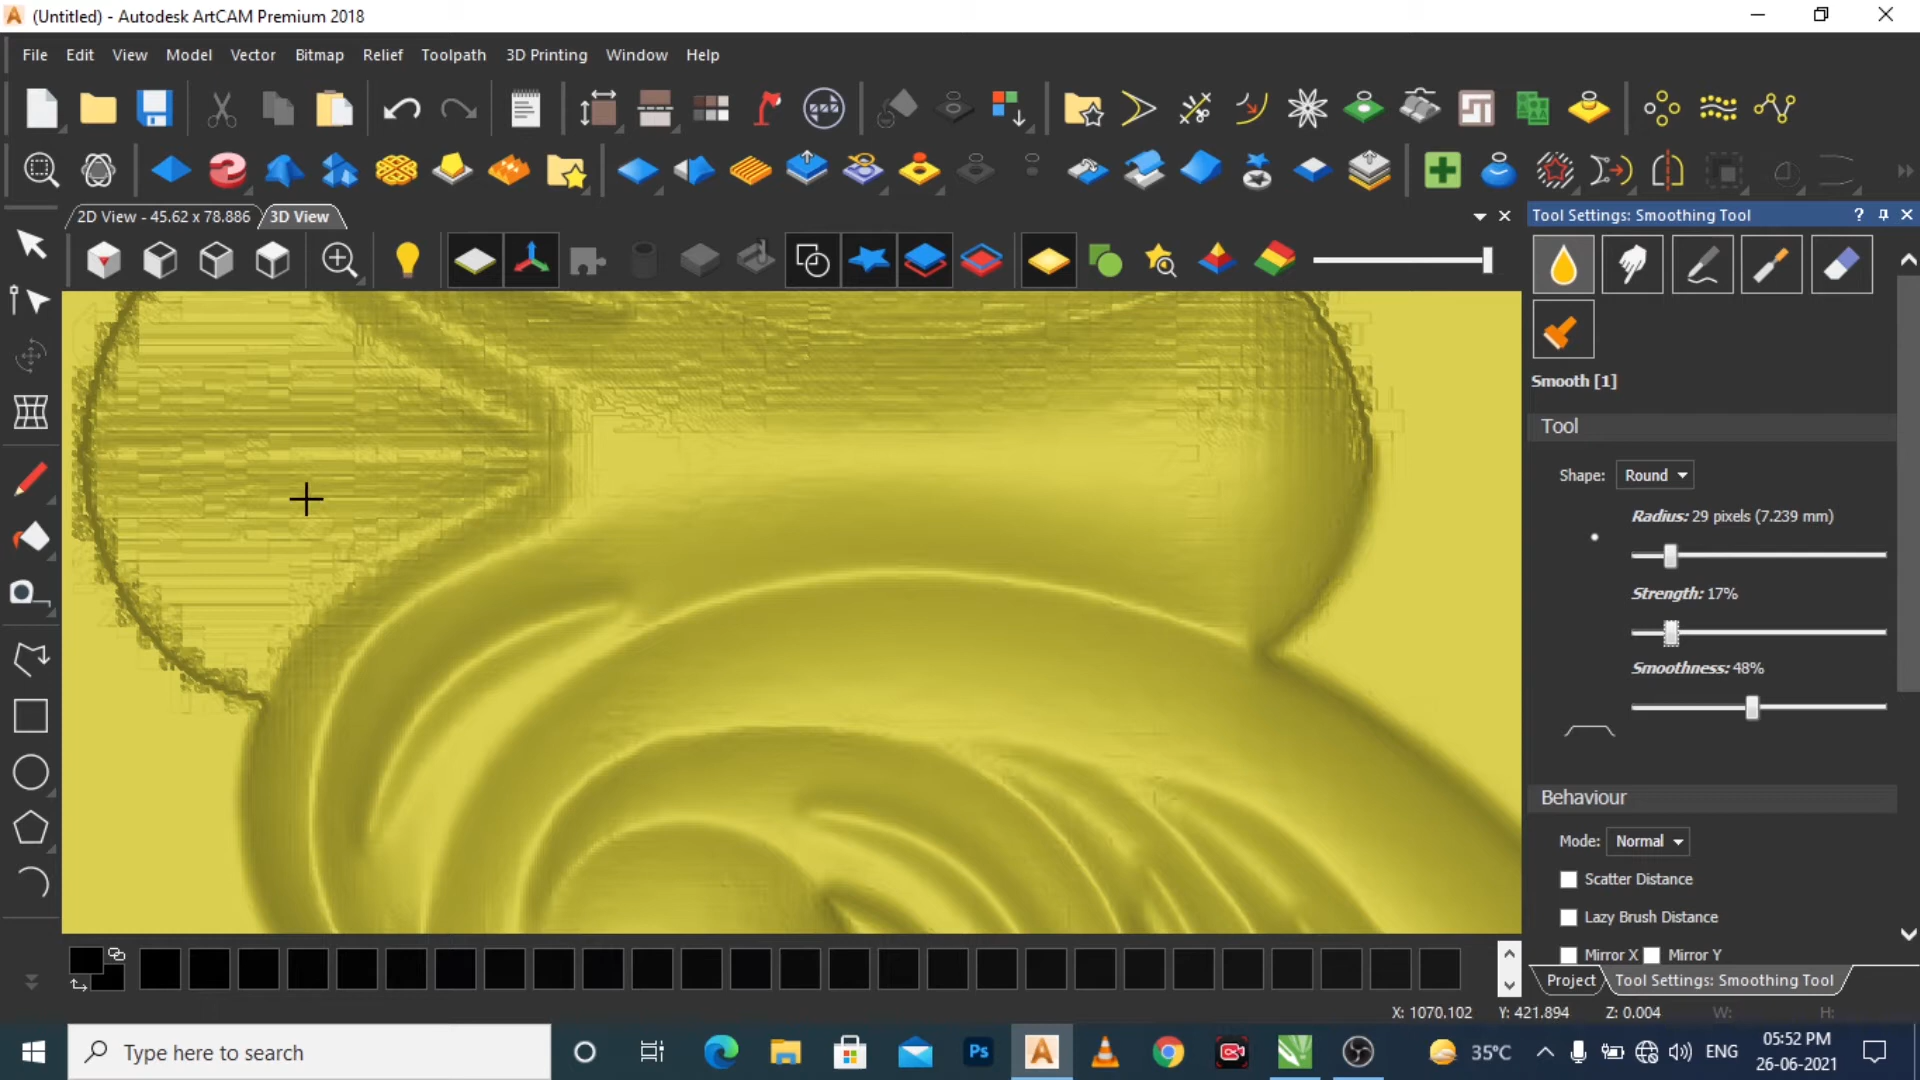 (Untitled) - Autodesk ArtCAM Premium 2018
File Edit View Model Vector Bitmap Relief Toolpath 3D Printing Window Help
2D View - 45.62 x 78.886 3D View
Tool Settings: Smoothing Tool
Smooth [1]
Tool
Shape: Round
Radius: 29 pixels (7.239 mm)
Strength: 17%
Smoothness: 48%
Behaviour
Mode: Normal
Scatter Distance
Lazy Brush Distance
Mirror X Mirror Y
Project Tool Settings: Smoothing Tool
X: 1070.102 Y: 421.894 Z: 0.004 W: H:
Type here to search
Ps
35°C
ENG
05:52 PM
26-06-2021